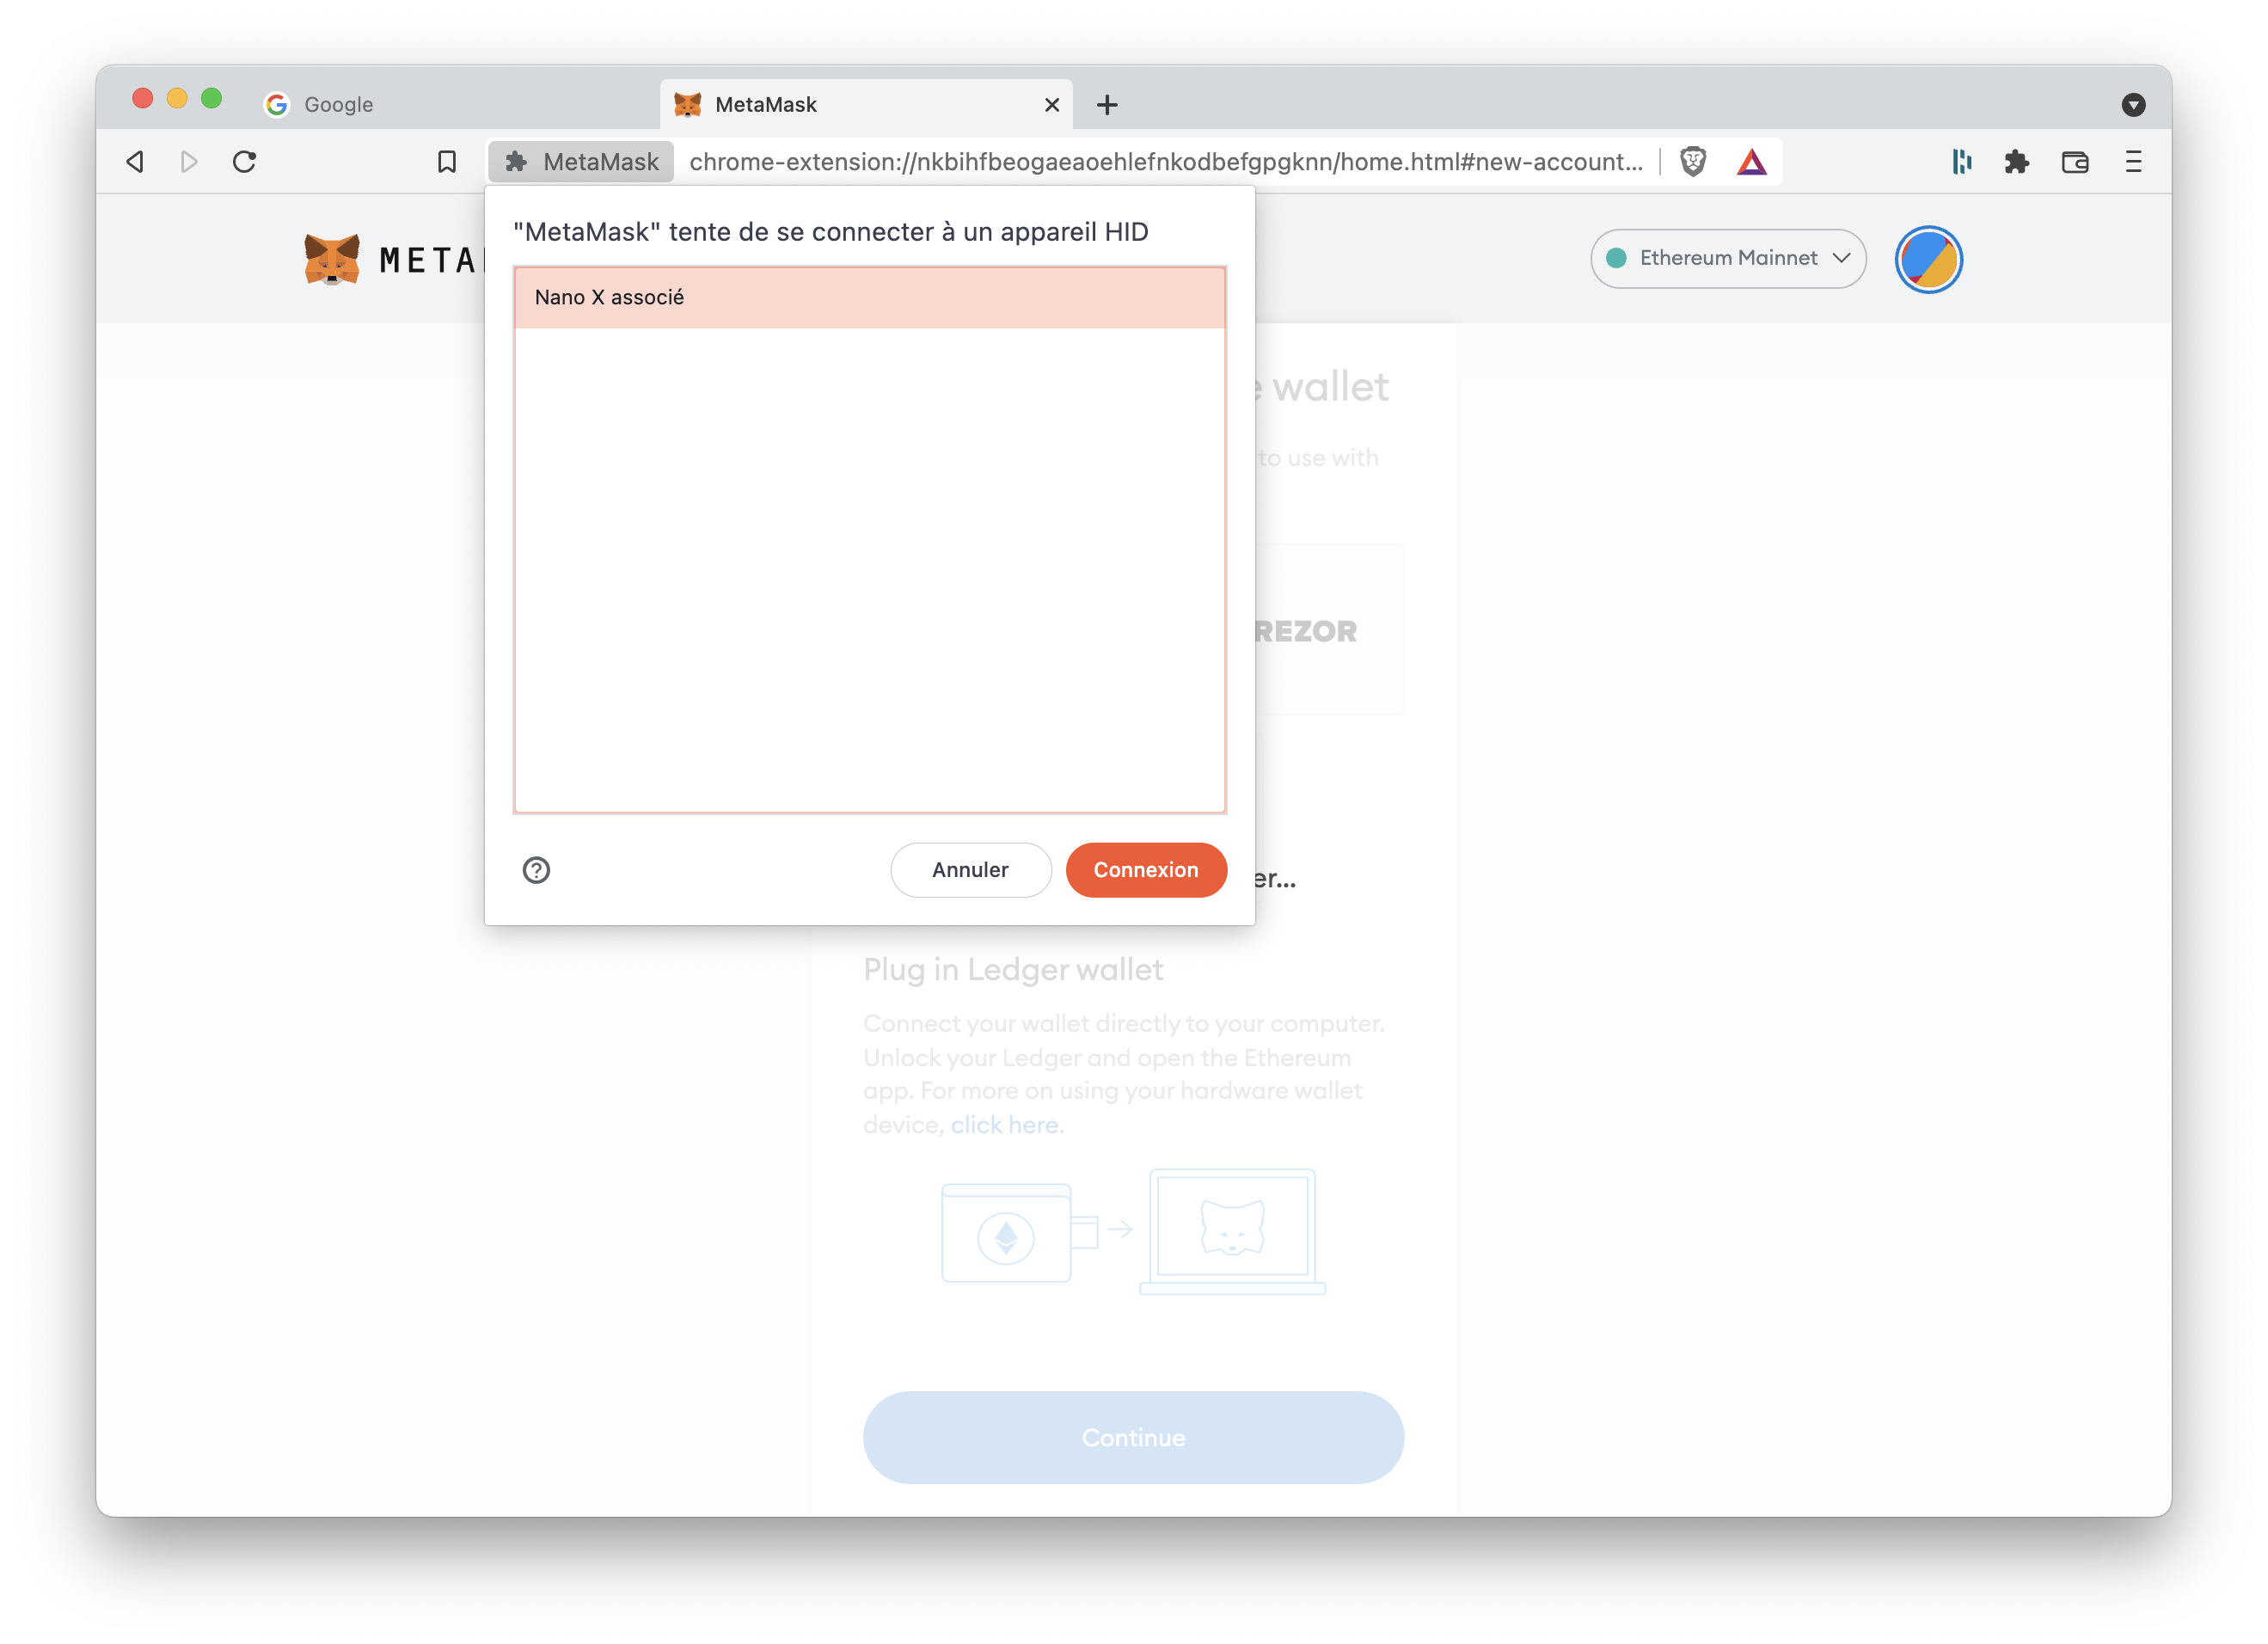 Google
MetaMask
MetaMask
chrome-extension://nkbihfbeogaeaoehlefnkodbefgpgknn/home.html#new-account...
"MetaMask" tente de se connecter à un appareil HID
Nano X associé
Annuler
Connexion
Ethereum Mainnet
wallet
to use with
Plug in Ledger wallet
Connect your wallet directly to your computer.
Unlock your Ledger and open the Ethereum
app. For more on using your hardware wallet
device, click here.
Continue